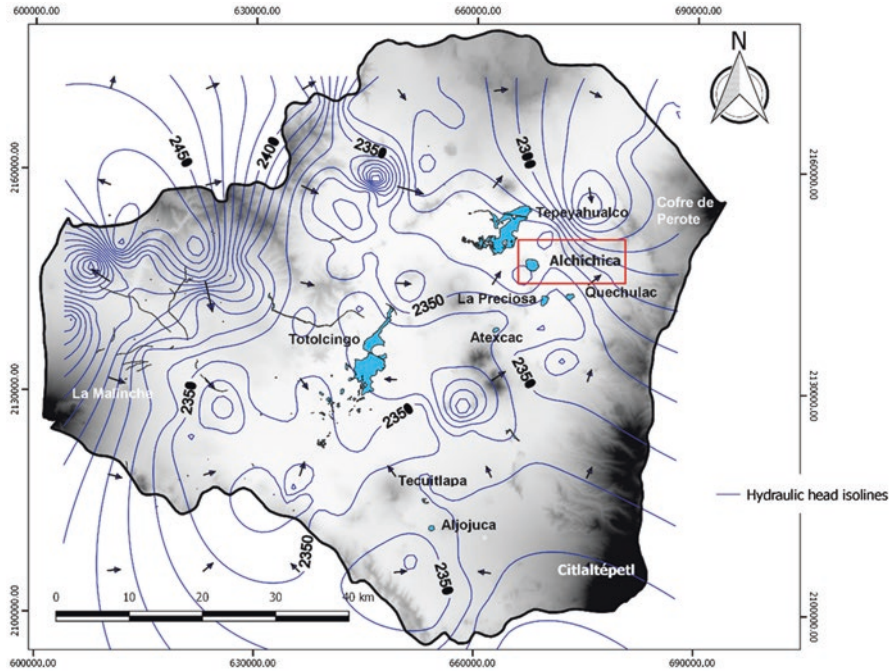 600000.00
630000.00
660000.00
690000.00
N
2450
2400
2350
2300
2160000.00
2160000.00
Tepeyahualco
Cofre de
Perote
Alchichica
La Preciosa
Quechulac
2350
Totolcingo
Atexcac
2350
2130000.00
La Malinche
2350
2350
2130000.00
Tecuitlapa
Hydraulic head isolines
Aljojuca
2350
2350
Citlaltépetl
2100000.00
0
10
20
30
40 km
2100000.00
600000.00
630000.00
660000.00
690000.00